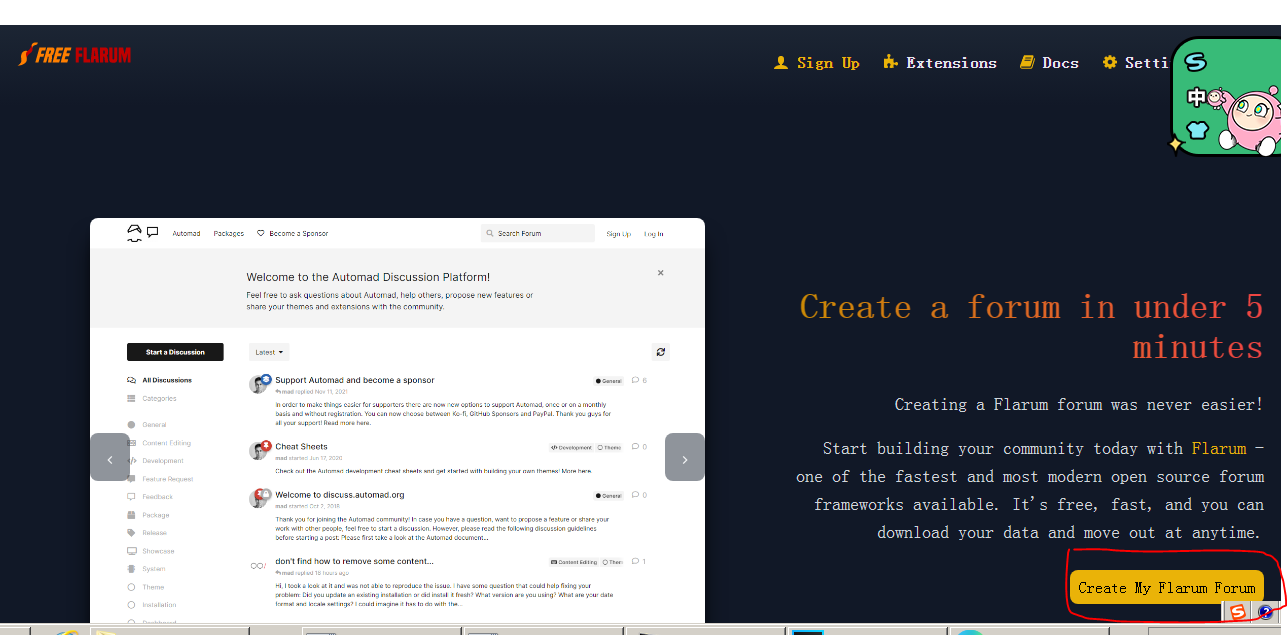 FREE FLARUM
Sign Up
Extensions
Docs
Setti
中
Automad
Packages
Become a Sponsor
Search Forum
Sign Up
Log In
Welcome to the Automad Discussion Platform!
Feel free to ask questions about Automad, help others, propose new features or
share your themes and extensions with the community.
Start a Discussion
Latest
All Discussions
Categories
General
Content Editing
Development
Feature Request
Feedback
Package
Release
Showcase
System
Theme
Installation
Support Automad and become a sponsor
General
0
mad replied Nov 11, 2021
In order to make things easier for supporters there are now new options to support Automad, once or on a monthly
basis and without registration. You can now choose between Ko-fi, GitHub Sponsors and PayPal. Thank you guys for
all your support! Read more here.
Cheat Sheets
Development
Theme
0
mad started Jun 17, 2020
Check out the Automad development cheat sheets and get started with building your own themes! More here.
Welcome to discuss.automad.org
General
0
mad started Oct 2, 2018
Thank you for joining the Automad community! In case you have a question, want to propose a feature or share your
work with other people, feel free to start a discussion. However, please read the following discussion guidelines
before starting a post: Please first take a look at the Automad document...
don't find how to remove some content...
Content Editing
Them
1
mad replied 16 hours ago
Hi, I took a look at it and was not able to reproduce the issue. I have some question that could help fixing your
problem: Did you update an existing installation or did install it fresh? What version are you using? What are your date
format and locale settings? I could imagine it has to do with the...
Create a forum in under 5
minutes
Creating a Flarum forum was never easier!
Start building your community today with Flarum -
one of the fastest and most modern open source forum
frameworks available. It's free, fast, and you can
download your data and move out at anytime.
Create My Flarum Forum